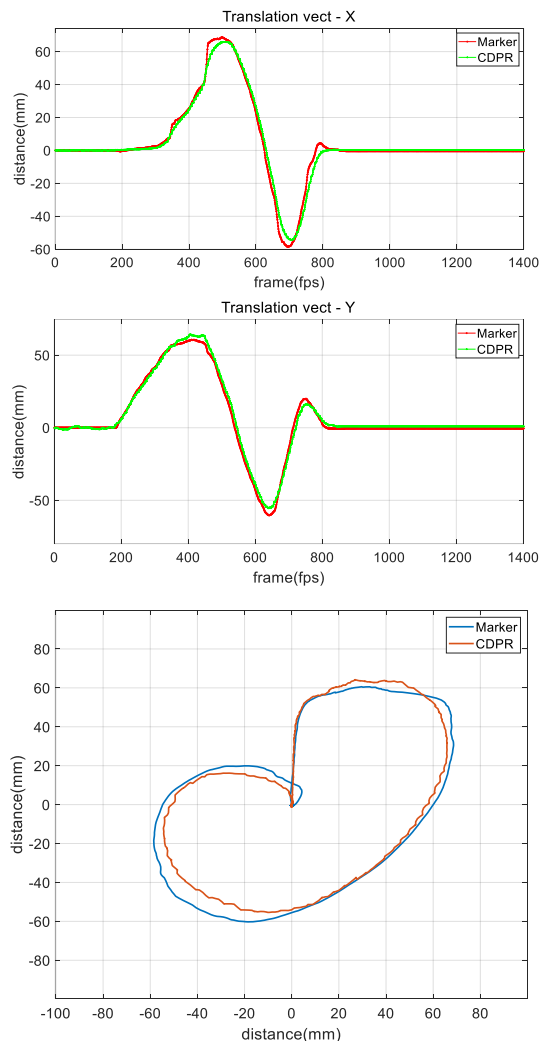 Translation vect - X
60
40
20
0
-20
-40
-60
distance(mm)
Marker
CDPR
0 200 400 600 800 1000 1200 1400
frame(fps)
Translation vect - Y
50
0
-50
distance(mm)
Marker
CDPR
0 200 400 600 800 1000 1200 1400
frame(fps)
80
60
40
20
0
-20
-40
-60
-80
distance(mm)
Marker
CDPR
-100 -80 -60 -40 -20 0 20 40 60 80
distance(mm)